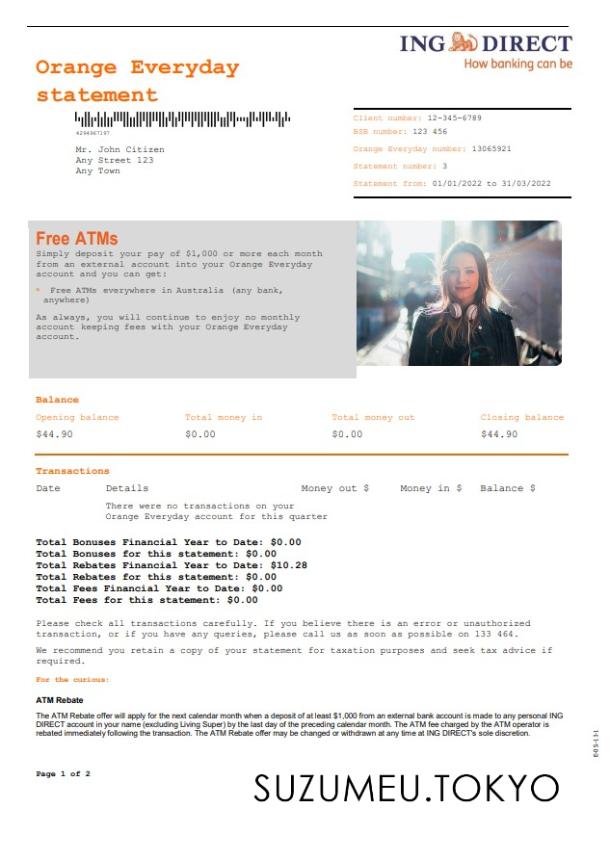 ING DIRECT
How banking can be
Orange Everyday
statement
4294967197
Mr. John Citizen
Any Street 123
Any Town
Client number: 12-345-6789
BSB number: 123 456
Orange Everyday number: 13065921
Statement number: 3
Statement from: 01/01/2022 to 31/03/2022
Free ATMs
Simply deposit your pay of $1,000 or more each month
from an external account into your Orange Everyday
account and you can get:
* Free ATMs everywhere in Australia (any bank,
anywhere)
As always, you will continue to enjoy no monthly
account keeping fees with your Orange Everyday
account.
Balance
Opening balance Total money in Total money out Closing balance
$44.90 $0.00 $0.00 $44.90
Transactions
Date Details Money out $ Money in $ Balance $
There were no transactions on your
Orange Everyday account for this quarter
Total Bonuses Financial Year to Date: $0.00
Total Bonuses for this statement: $0.00
Total Rebates Financial Year to Date: $10.28
Total Rebates for this statement: $0.00
Total Fees Financial Year to Date: $0.00
Total Fees for this statement: $0.00
Please check all transactions carefully. If you believe there is an error or unauthorized
transaction, or if you have any queries, please call us as soon as possible on 133 464.
We recommend you retain a copy of your statement for taxation purposes and seek tax advice if
required.
For the curious:
ATM Rebate
The ATM Rebate offer will apply for the next calendar month when a deposit of at least $1,000 from an external bank account is made to any personal ING
DIRECT account in your name (excluding Living Super) by the last day of the preceding calendar month. The ATM fee charged by the ATM operator is
rebated immediately following the transaction. The ATM Rebate offer may be changed or withdrawn at any time at ING DIRECT's sole discretion.
Page 1 of 2
SUZUMEU.TOKYO